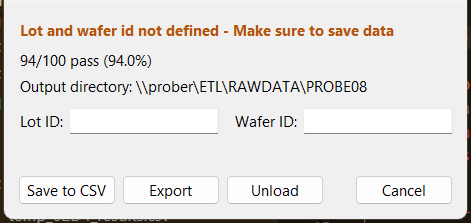 Lot and wafer id not defined - Make sure to save data
94/100 pass (94.0%)
Output directory: \\prober\ETL\RAWDATA\PROBE08
Lot ID: Wafer ID:
Save to CSV Export Unload Cancel